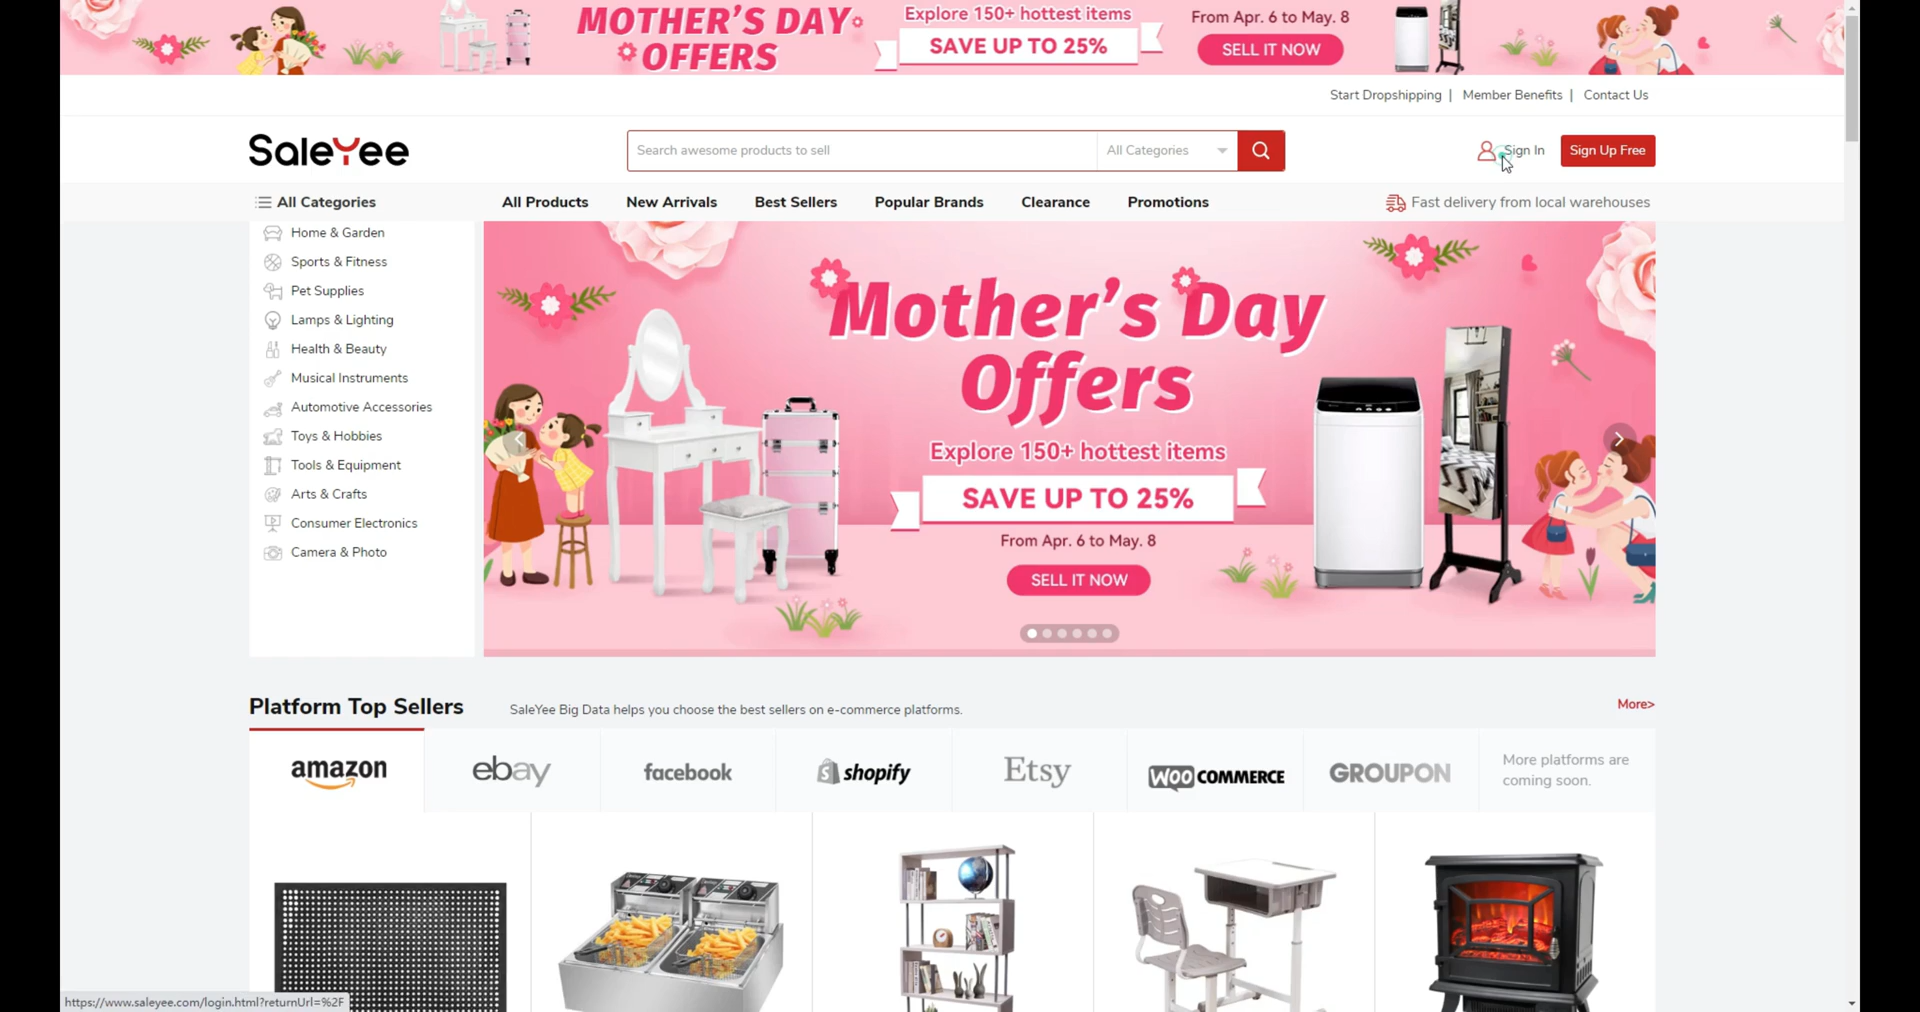 MOTHER'S DAY
OFFERS
Explore 150+ hottest items
SAVE UP TO 25%
From Apr. 6 to May. 8
SELL IT NOW
Start Dropshipping | Member Benefits | Contact Us
SaleYee
Search awesome products to sell
All Categories
Sign In
Sign Up Free
All Categories
All Products
New Arrivals
Best Sellers
Popular Brands
Clearance
Promotions
Fast delivery from local warehouses
Home & Garden
Sports & Fitness
Pet Supplies
Lamps & Lighting
Health & Beauty
Musical Instruments
Automotive Accessories
Toys & Hobbies
Tools & Equipment
Arts & Crafts
Consumer Electronics
Camera & Photo
Mother's Day
Offers
Explore 150+ hottest items
SAVE UP TO 25%
From Apr. 6 to May. 8
SELL IT NOW
Platform Top Sellers
SaleYee Big Data helps you choose the best sellers on e-commerce platforms.
More>
amazon
ebay
facebook
shopify
Etsy
WOO COMMERCE
GROUPON
More platforms are
coming soon.
https://www.saleyee.com/login.html?returnUrl=%2F